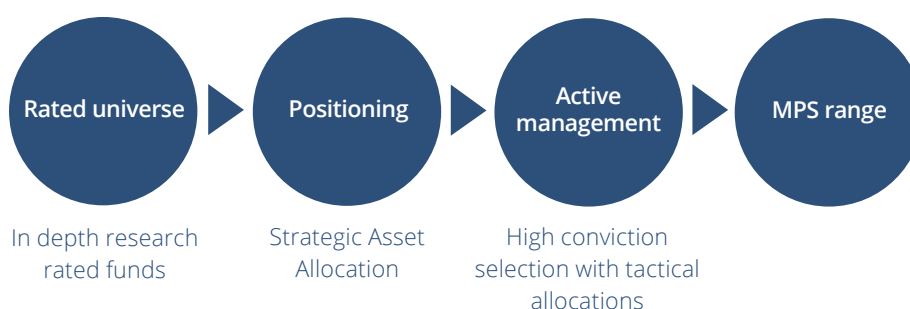 Rated universe
Positioning
Active
management
MPS range
In depth research
rated funds
Strategic Asset
Allocation
High conviction
selection with tactical
allocations